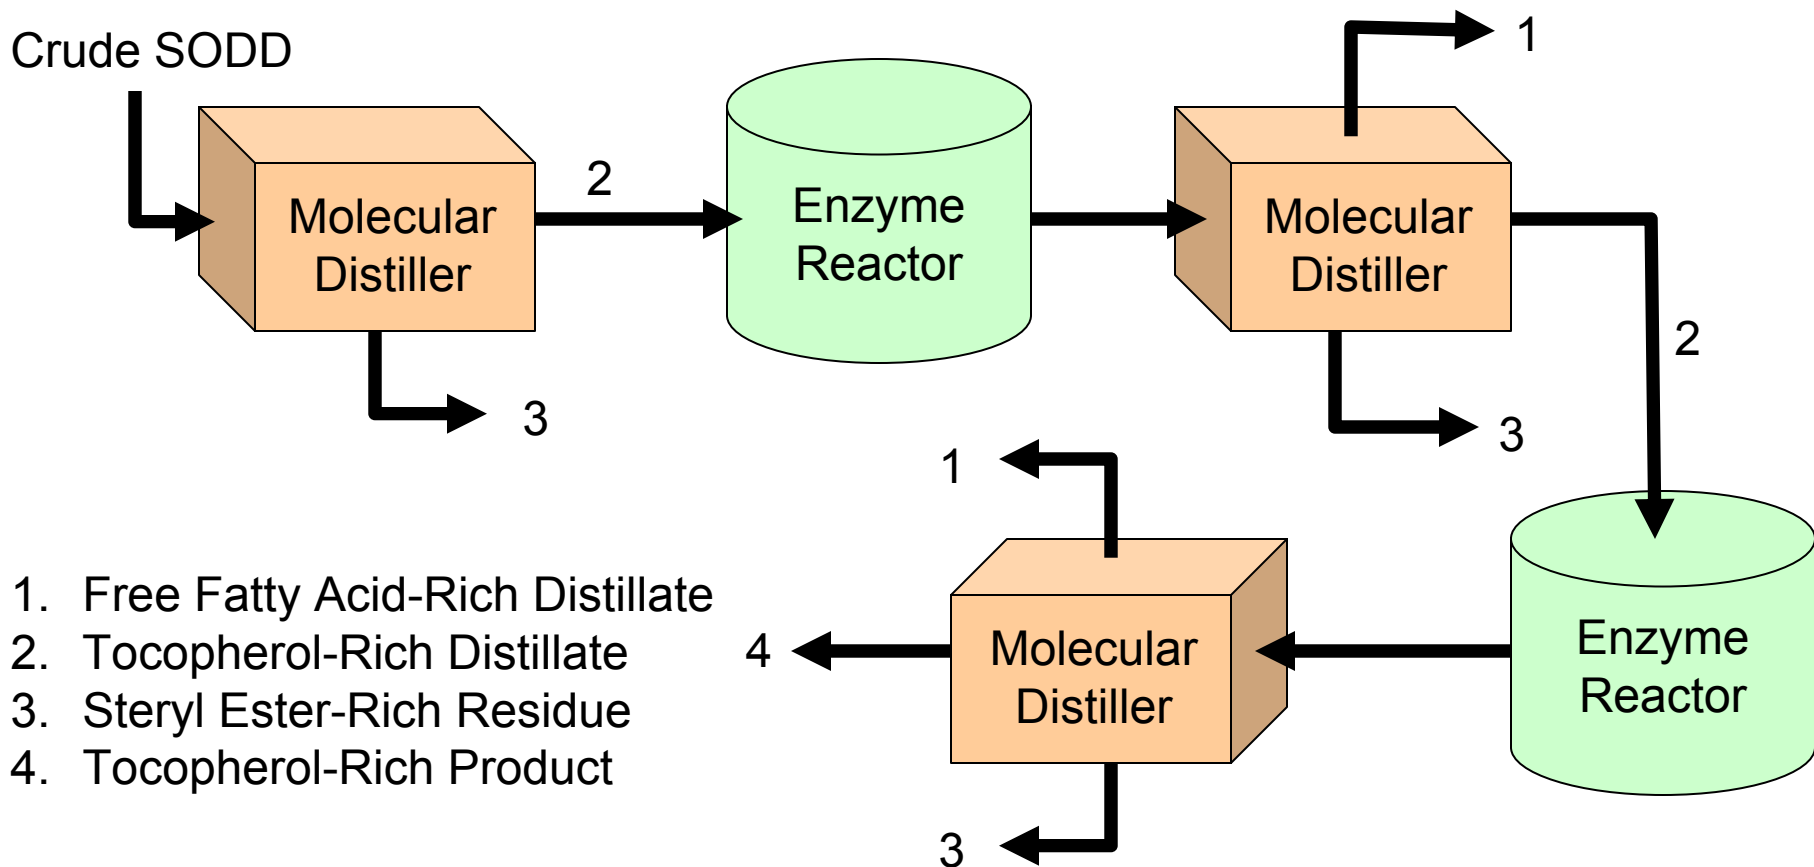 Crude SODD
1
Molecular
Distiller
2
Enzyme
Reactor
Molecular
Distiller
2
3
3
1
Molecular
Distiller
4
Enzyme
Reactor
3
1. Free Fatty Acid-Rich Distillate
2. Tocopherol-Rich Distillate
3. Steryl Ester-Rich Residue
4. Tocopherol-Rich Product